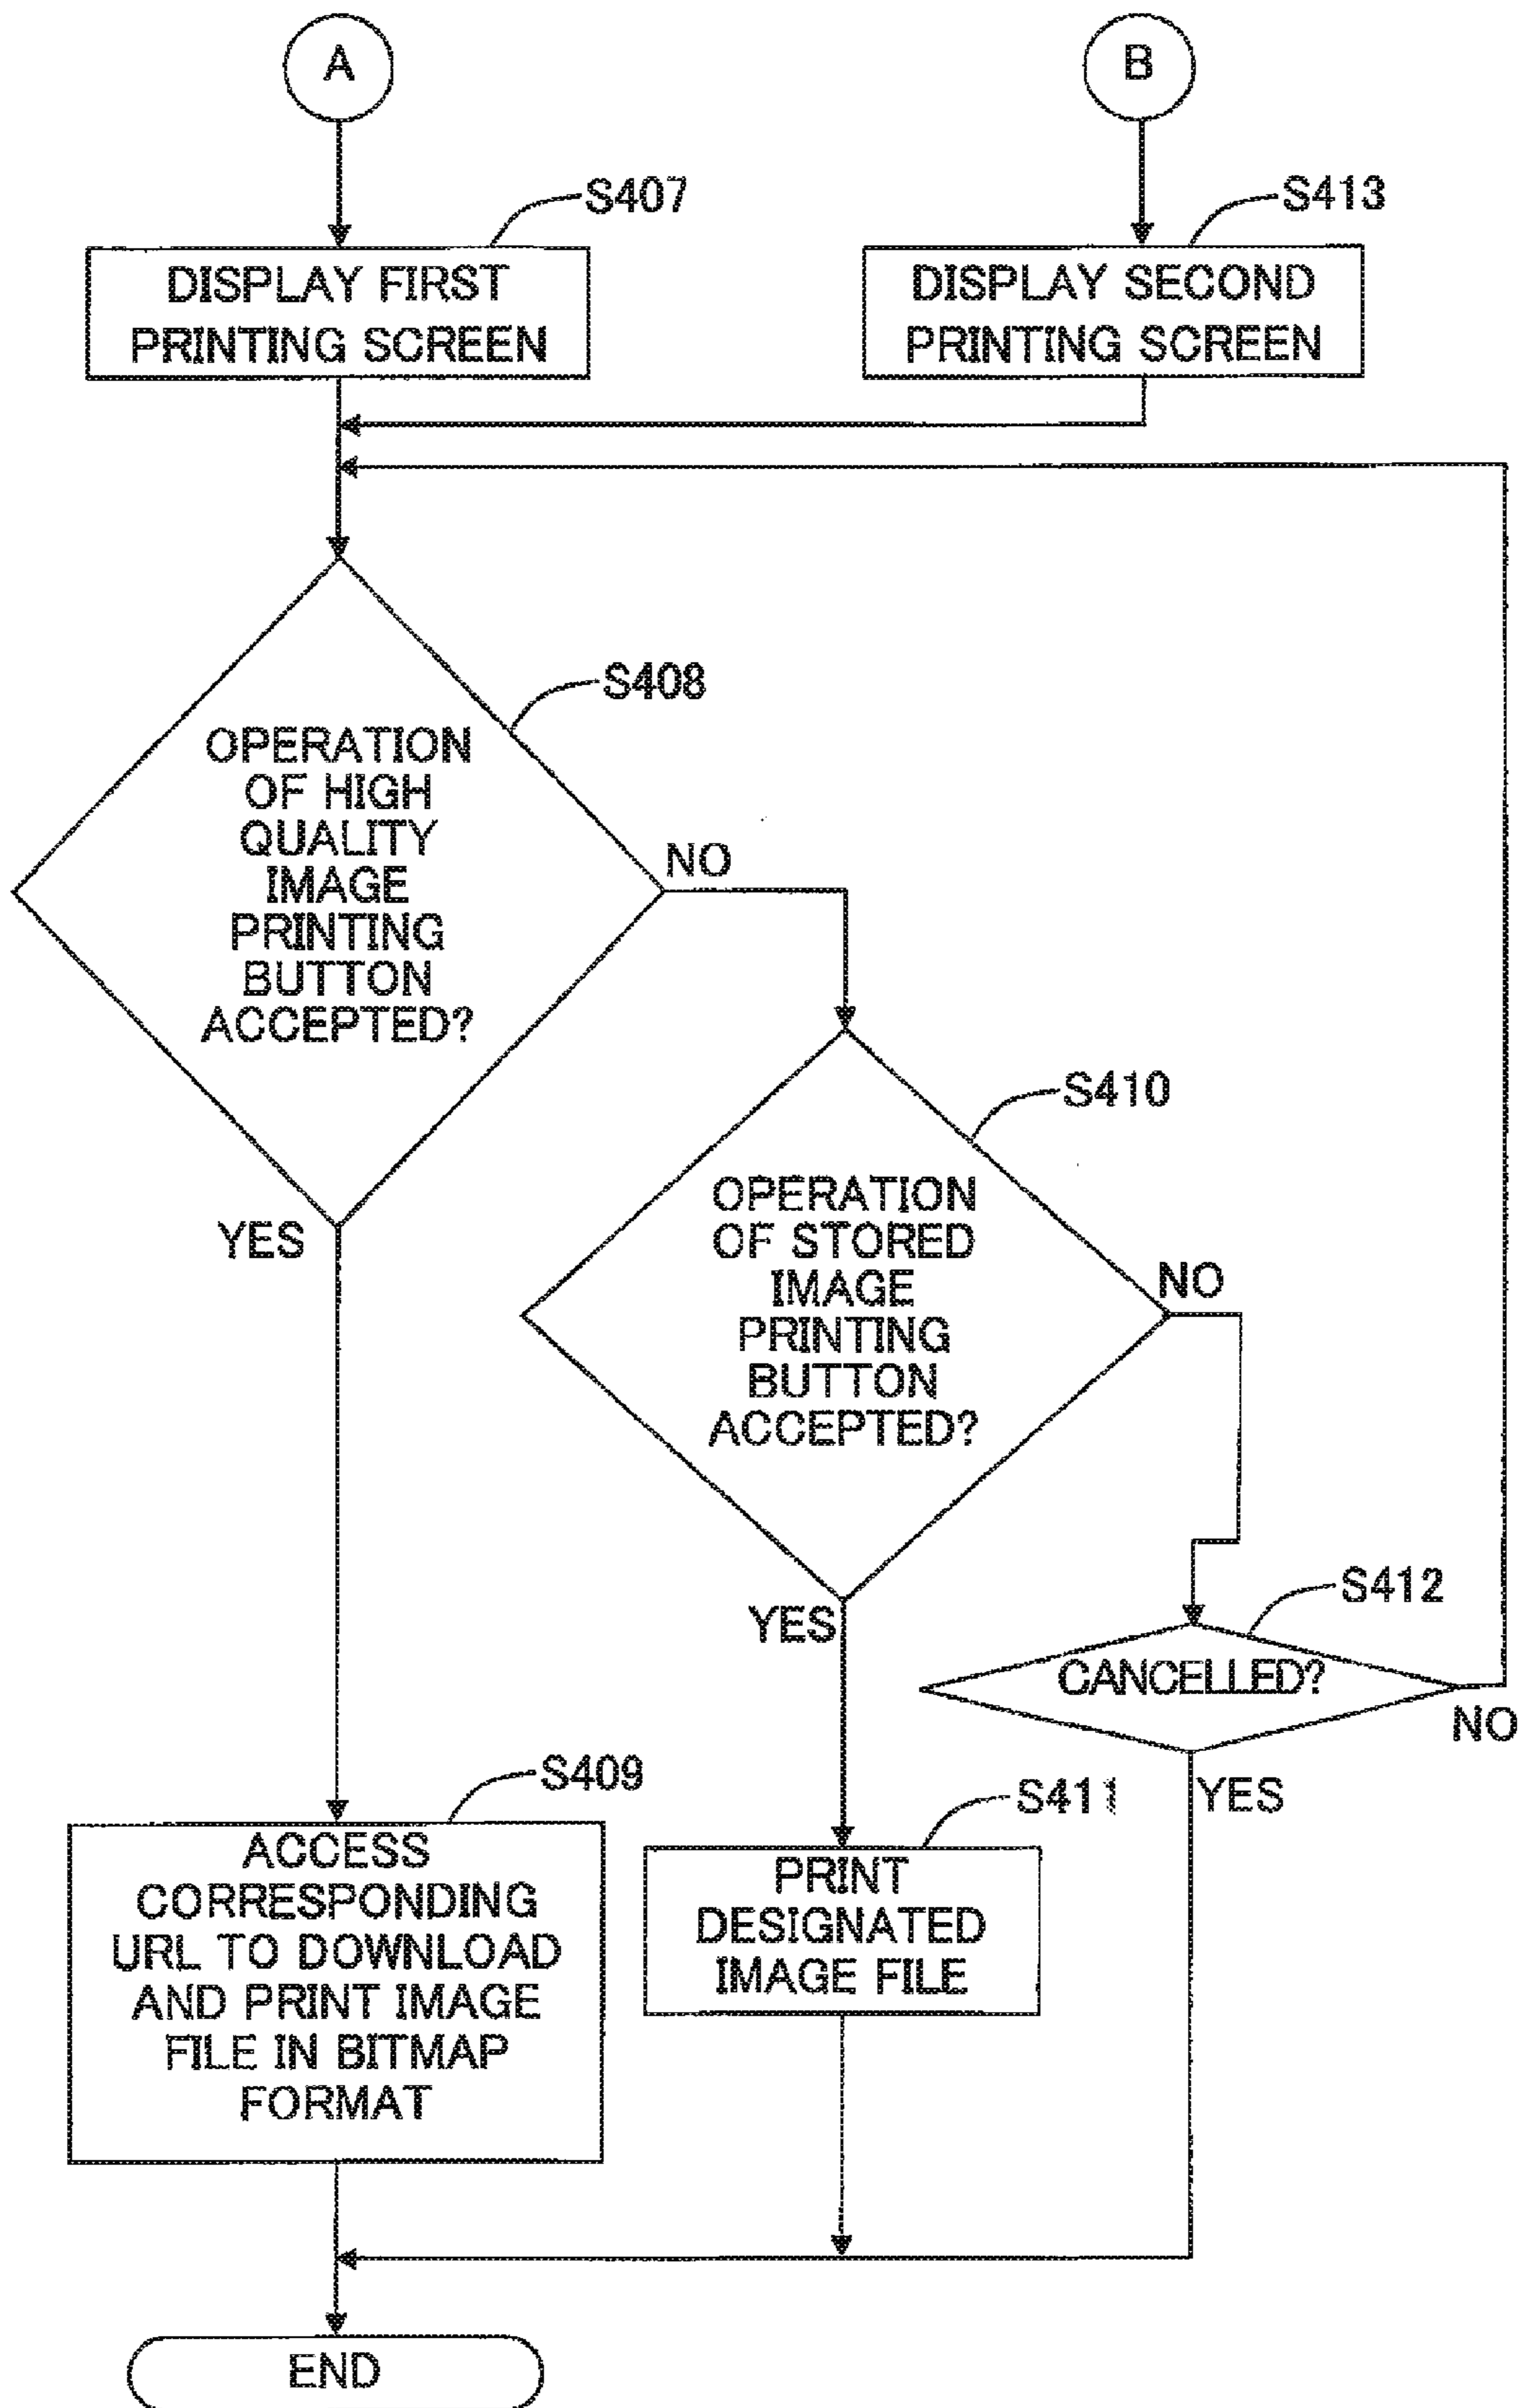 A
B
S407
S413
DISPLAY FIRST
PRINTING SCREEN
DISPLAY SECOND
PRINTING SCREEN
S408
OPERATION
OF HIGH
QUALITY
IMAGE
PRINTING
BUTTON
ACCEPTED?
NO
YES
S410
OPERATION
OF STORED
IMAGE
PRINTING
BUTTON
ACCEPTED?
NO
YES
S412
CANCELLED?
NO
YES
S409
ACCESS
CORRESPONDING
URL TO DOWNLOAD
AND PRINT IMAGE
FILE IN BITMAP
FORMAT
S411
PRINT
DESIGNATED
IMAGE FILE
END